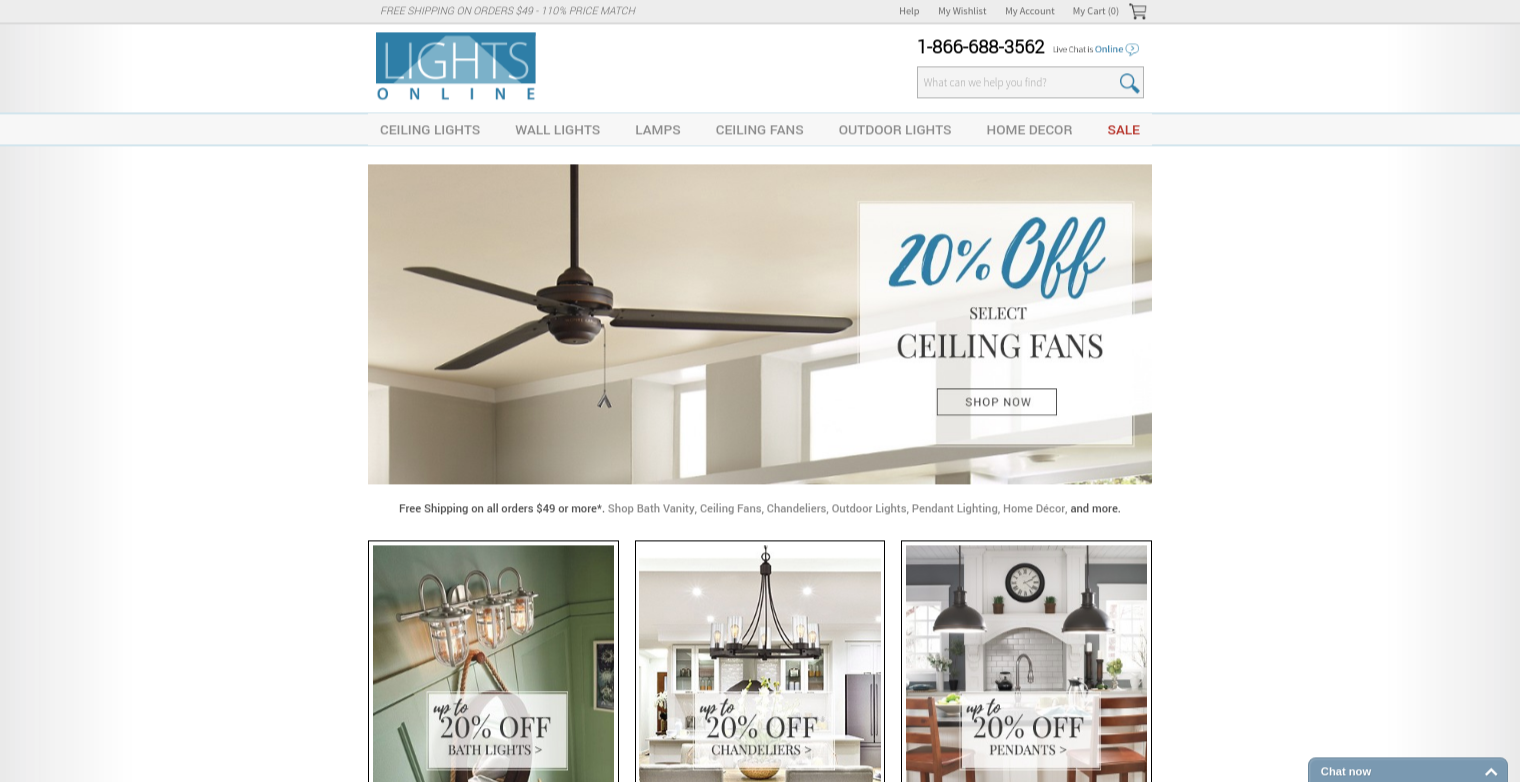 FREE SHIPPING ON ORDERS $49 - 110% PRICE MATCH
Help My Wishlist My Account My Cart (0)
LIGHTS
ONLINE
1-866-688-3562 Live Chat is Online
What can we help you find?
CEILING LIGHTS WALL LIGHTS LAMPS CEILING FANS OUTDOOR LIGHTS HOME DECOR SALE
20% Off
SELECT
CEILING FANS
SHOP NOW
Free Shipping on all orders $49 or more*. Shop Bath Vanity, Ceiling Fans, Chandeliers, Outdoor Lights, Pendant Lighting, Home Décor, and more.
up to
20% OFF
BATH LIGHTS >
up to
20% OFF
CHANDELIERS >
up to
20% OFF
PENDANTS >
Chat now